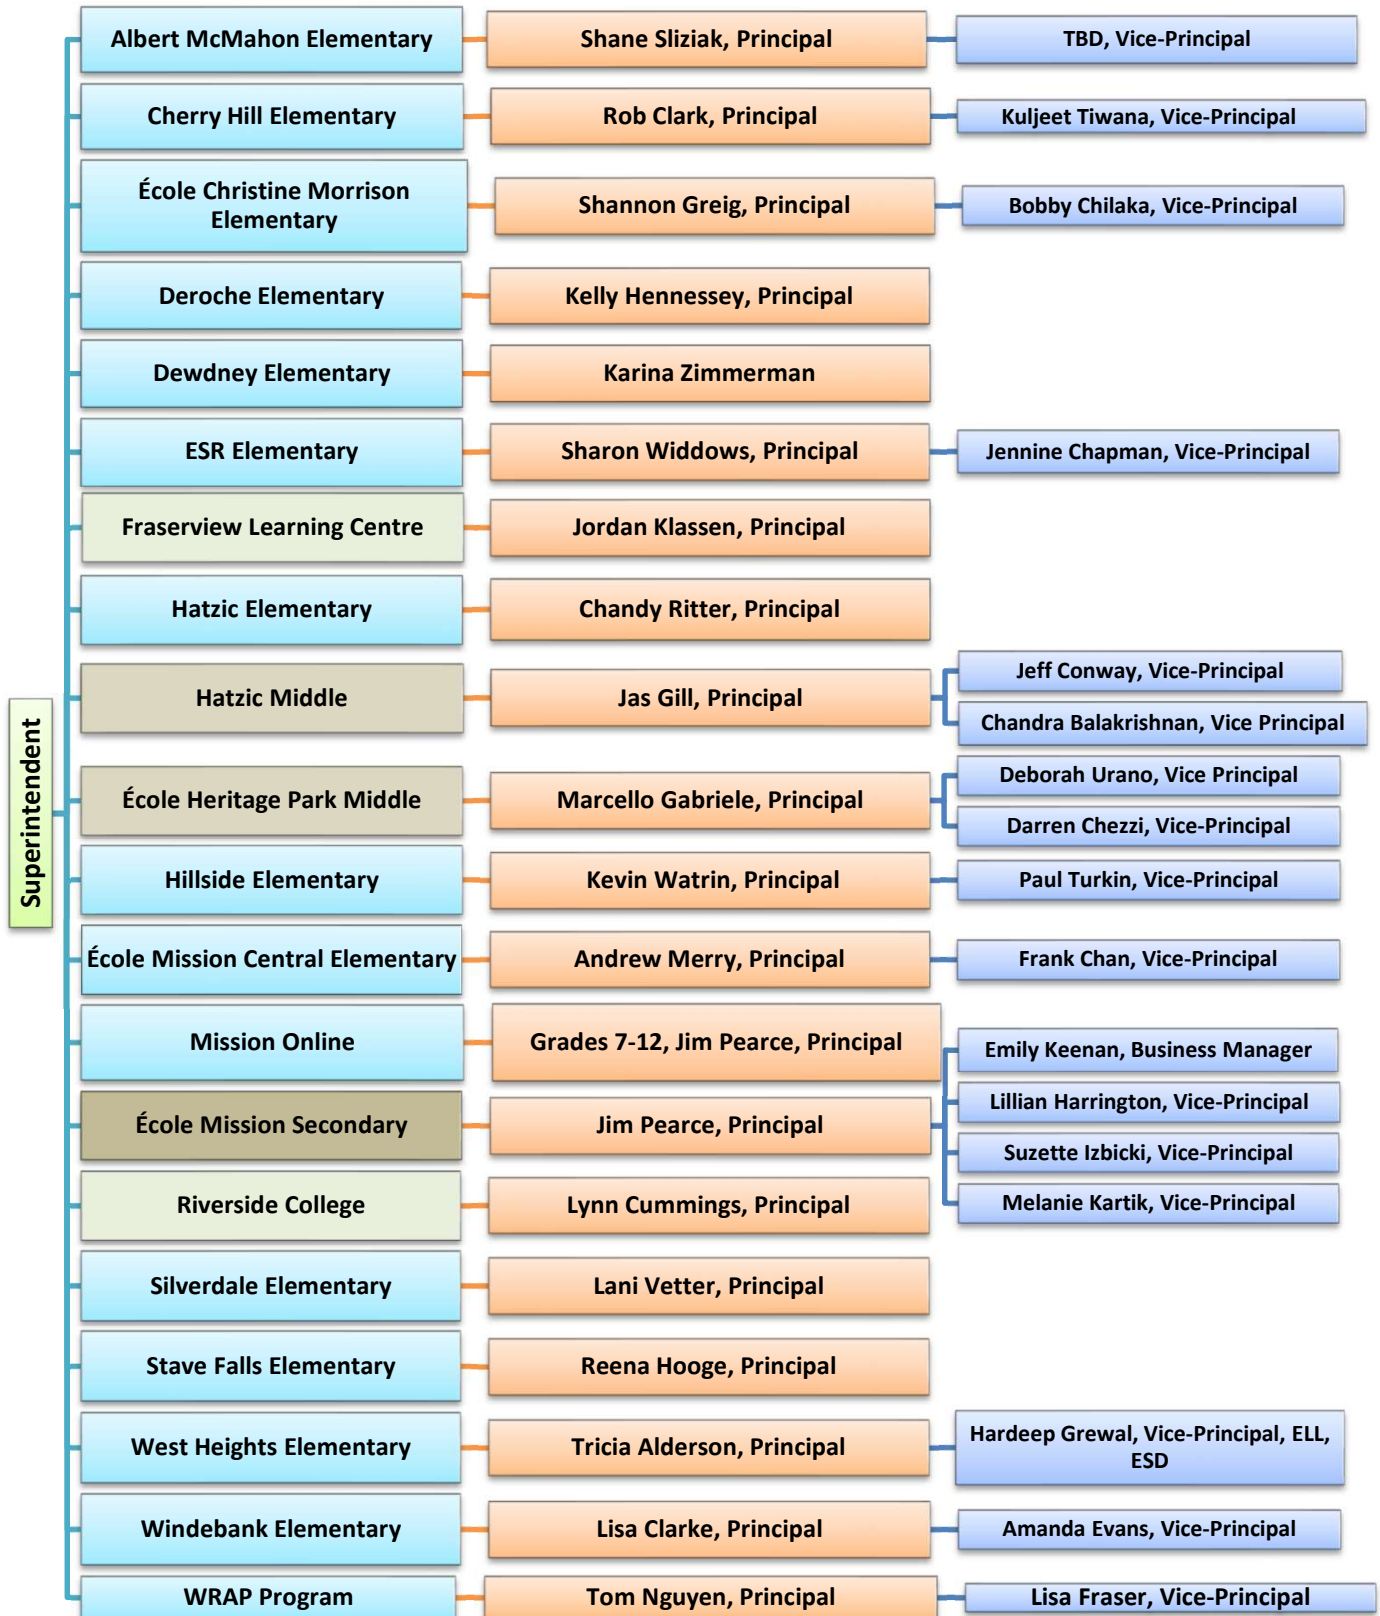 Superintendent
Albert McMahon Elementary
Shane Sliziak, Principal
TBD, Vice-Principal
Cherry Hill Elementary
Rob Clark, Principal
Kuljeet Tiwana, Vice-Principal
École Christine Morrison
Elementary
Shannon Greig, Principal
Bobby Chilaka, Vice-Principal
Deroche Elementary
Kelly Hennessey, Principal
Dewdney Elementary
Karina Zimmerman
ESR Elementary
Sharon Widdows, Principal
Jennine Chapman, Vice-Principal
Fraserview Learning Centre
Jordan Klassen, Principal
Hatzic Elementary
Chandy Ritter, Principal
Hatzic Middle
Jas Gill, Principal
Jeff Conway, Vice-Principal
Chandra Balakrishnan, Vice Principal
École Heritage Park Middle
Marcello Gabriele, Principal
Deborah Urano, Vice Principal
Darren Chezzi, Vice-Principal
Hillside Elementary
Kevin Watrin, Principal
Paul Turkin, Vice-Principal
École Mission Central Elementary
Andrew Merry, Principal
Frank Chan, Vice-Principal
Mission Online
Grades 7-12, Jim Pearce, Principal
École Mission Secondary
Jim Pearce, Principal
Emily Keenan, Business Manager
Lillian Harrington, Vice-Principal
Suzette Izbicki, Vice-Principal
Melanie Kartik, Vice-Principal
Riverside College
Lynn Cummings, Principal
Silverdale Elementary
Lani Vetter, Principal
Stave Falls Elementary
Reena Hooge, Principal
West Heights Elementary
Tricia Alderson, Principal
Hardeep Grewal, Vice-Principal, ELL,
ESD
Windebank Elementary
Lisa Clarke, Principal
Amanda Evans, Vice-Principal
WRAP Program
Tom Nguyen, Principal
Lisa Fraser, Vice-Principal